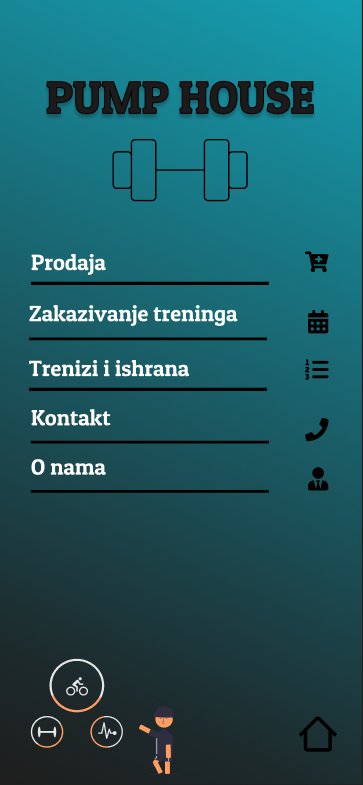 PUMP HOUSE
Prodaja
Zakazivanje treninga
Trenizi i ishrana
Kontakt
O nama